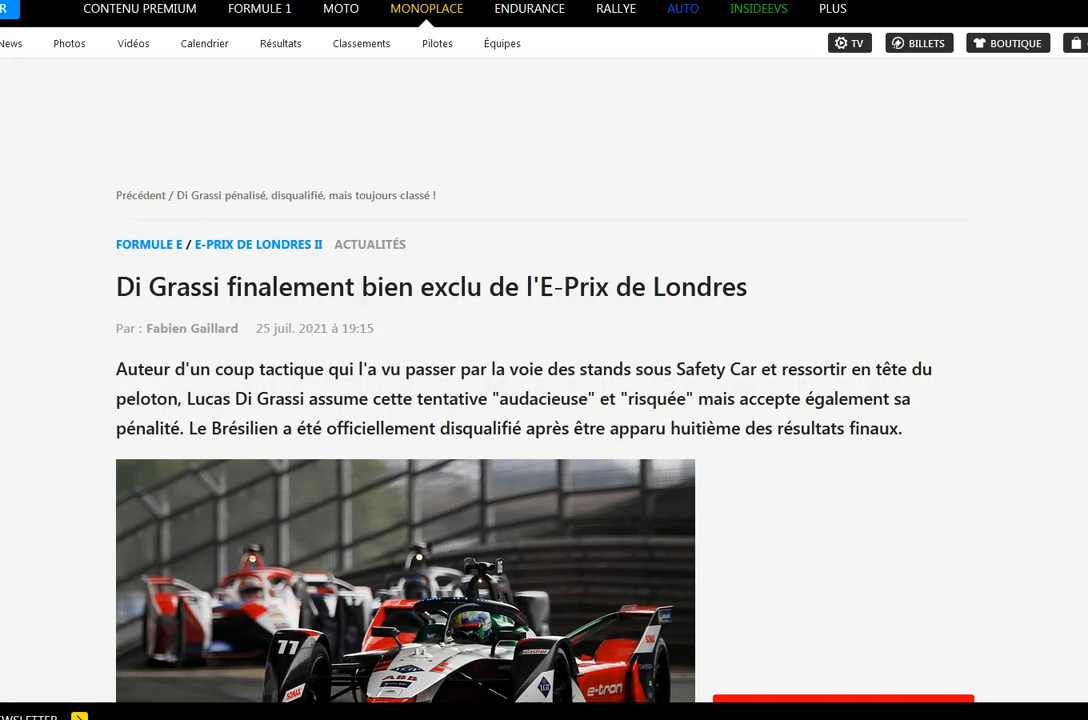 R
CONTENU PREMIUM FORMULE 1 MOTO MONOPLACE ENDURANCE RALLYE AUTO INSIDEEVS PLUS
News Photos Vidéos Calendrier Résultats Classements Pilotes Équipes TV BILLETS BOUTIQUE
Précédent / Di Grassi pénalisé, disqualifié, mais toujours classé !
FORMULE E / E-PRIX DE LONDRES II ACTUALITÉS
Di Grassi finalement bien exclu de l'E-Prix de Londres
Par : Fabien Gaillard 25 juil. 2021 à 19:15
Auteur d'un coup tactique qui l'a vu passer par la voie des stands sous Safety Car et ressortir en tête du
peloton, Lucas Di Grassi assume cette tentative "audacieuse" et "risquée" mais accepte également sa
pénalité. Le Brésilien a été officiellement disqualifié après être apparu huitième des résultats finaux.
77
SONAX
ABB
LGT
e-tron
SONAX